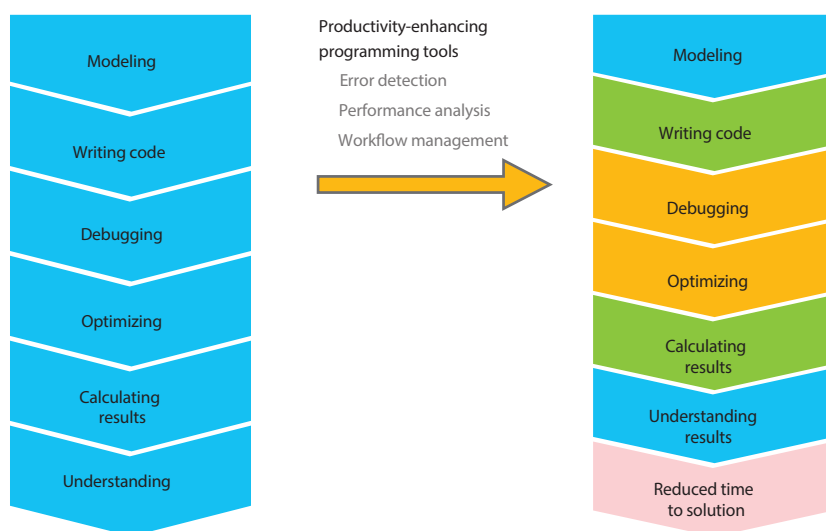 Modeling
Writing code
Debugging
Optimizing
Calculating
results
Understanding
Productivity-enhancing
programming tools
Error detection
Performance analysis
Workflow management
Modeling
Writing code
Debugging
Optimizing
Calculating
results
Understanding
results
Reduced time
to solution